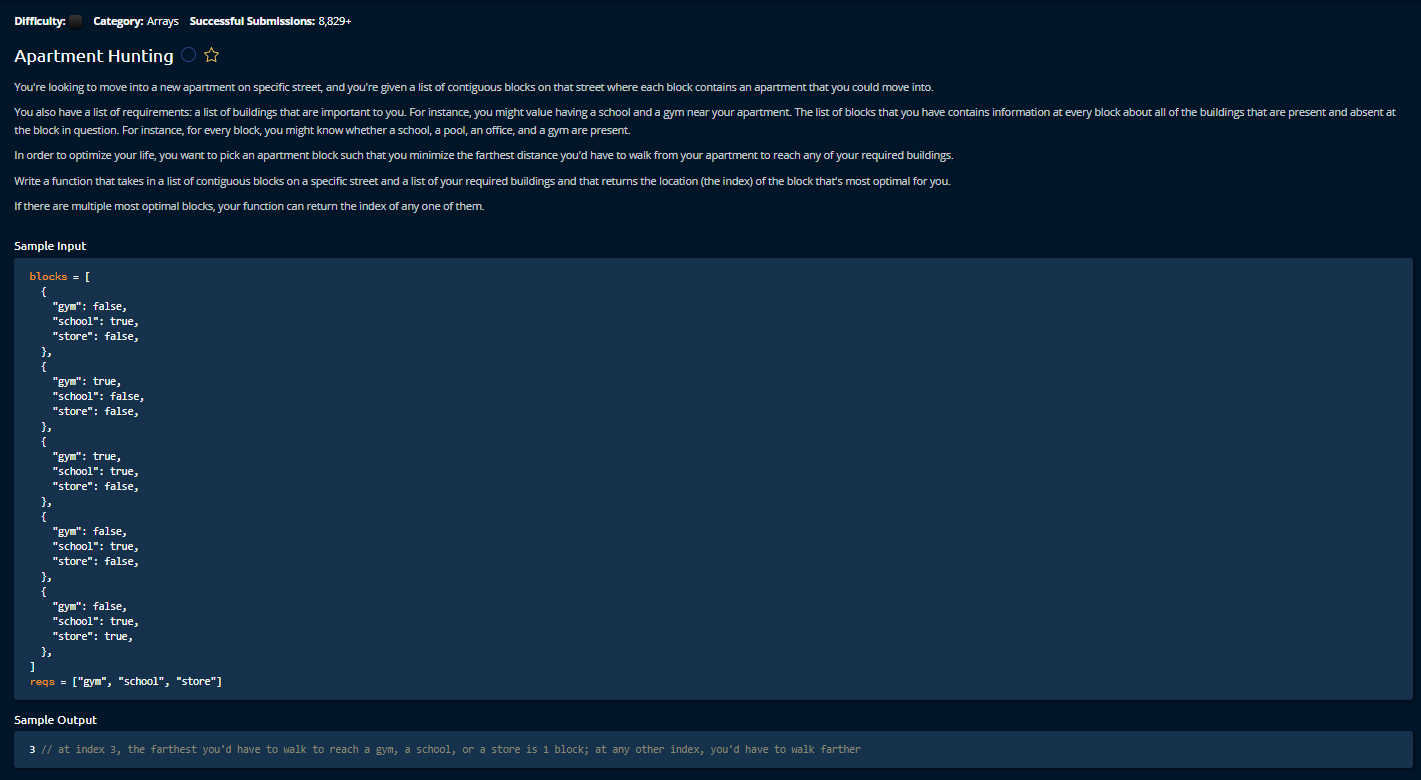 Difficulty: Category: Arrays Successful Submissions: 8,829+
Apartment Hunting
You're looking to move into a new apartment on specific street, and you're given a list of contiguous blocks on that street where each block contains an apartment that you could move into.
You also have a list of requirements: a list of buildings that are important to you. For instance, you might value having a school and a gym near your apartment. The list of blocks that you have contains information at every block about all of the buildings that are present and absent at
the block in question. For instance, for every block, you might know whether a school, a pool, an office, and a gym are present.
In order to optimize your life, you want to pick an apartment block such that you minimize the farthest distance you'd have to walk from your apartment to reach any of your required buildings.
Write a function that takes in a list of contiguous blocks on a specific street and a list of your required buildings and that returns the location (the index) of the block that's most optimal for you.
If there are multiple most optimal blocks, your function can return the index of any one of them.
Sample Input
blocks = [
{
"gym": false,
"school": true,
"store": false,
},
{
"gym": true,
"school": false,
"store": false,
},
{
"gym": true,
"school": true,
"store": false,
},
{
"gym": false,
"school": true,
"store": false,
},
{
"gym": false,
"school": true,
"store": true,
},
]
reqs = ["gym", "school", "store"]
Sample Output
3 // at index 3, the farthest you'd have to walk to reach a gym, a school, or a store is 1 block; at any other index, you'd have to walk farther